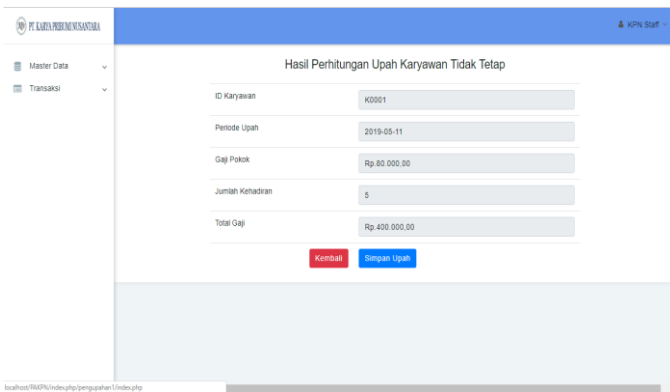 PT. KARYA PRIBUMI NUSANTARA
KPN Staff
Master Data
Transaksi
Hasil Perhitungan Upah Karyawan Tidak Tetap
ID Karyawan
K0001
Periode Upah
2019-05-11
Gaji Pokok
Rp.80.000,00
Jumlah Kehadiran
5
Total Gaji
Rp.400.000,00
Kembali
Simpan Upah
localhost/PAKPN/index.php/pengupahan1/index.php